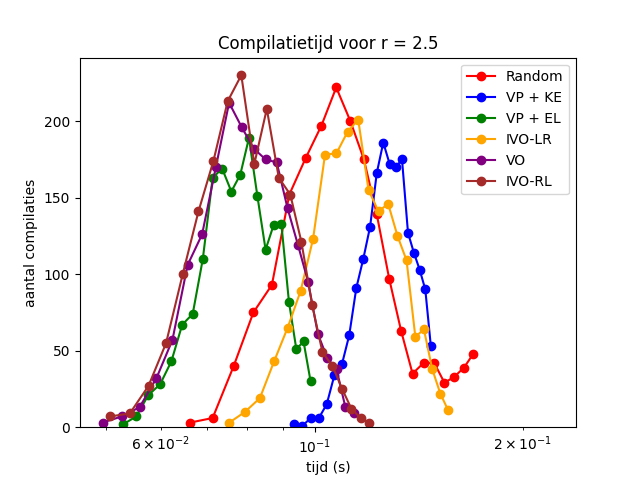 Compilatietijd voor r = 2.5
aantal compilaties
200
150
100
50
0
Random
VP + KE
VP + EL
IVO-LR
VO
IVO-RL
6 × 10⁻²
10⁻¹
2 × 10⁻¹
tijd (s)